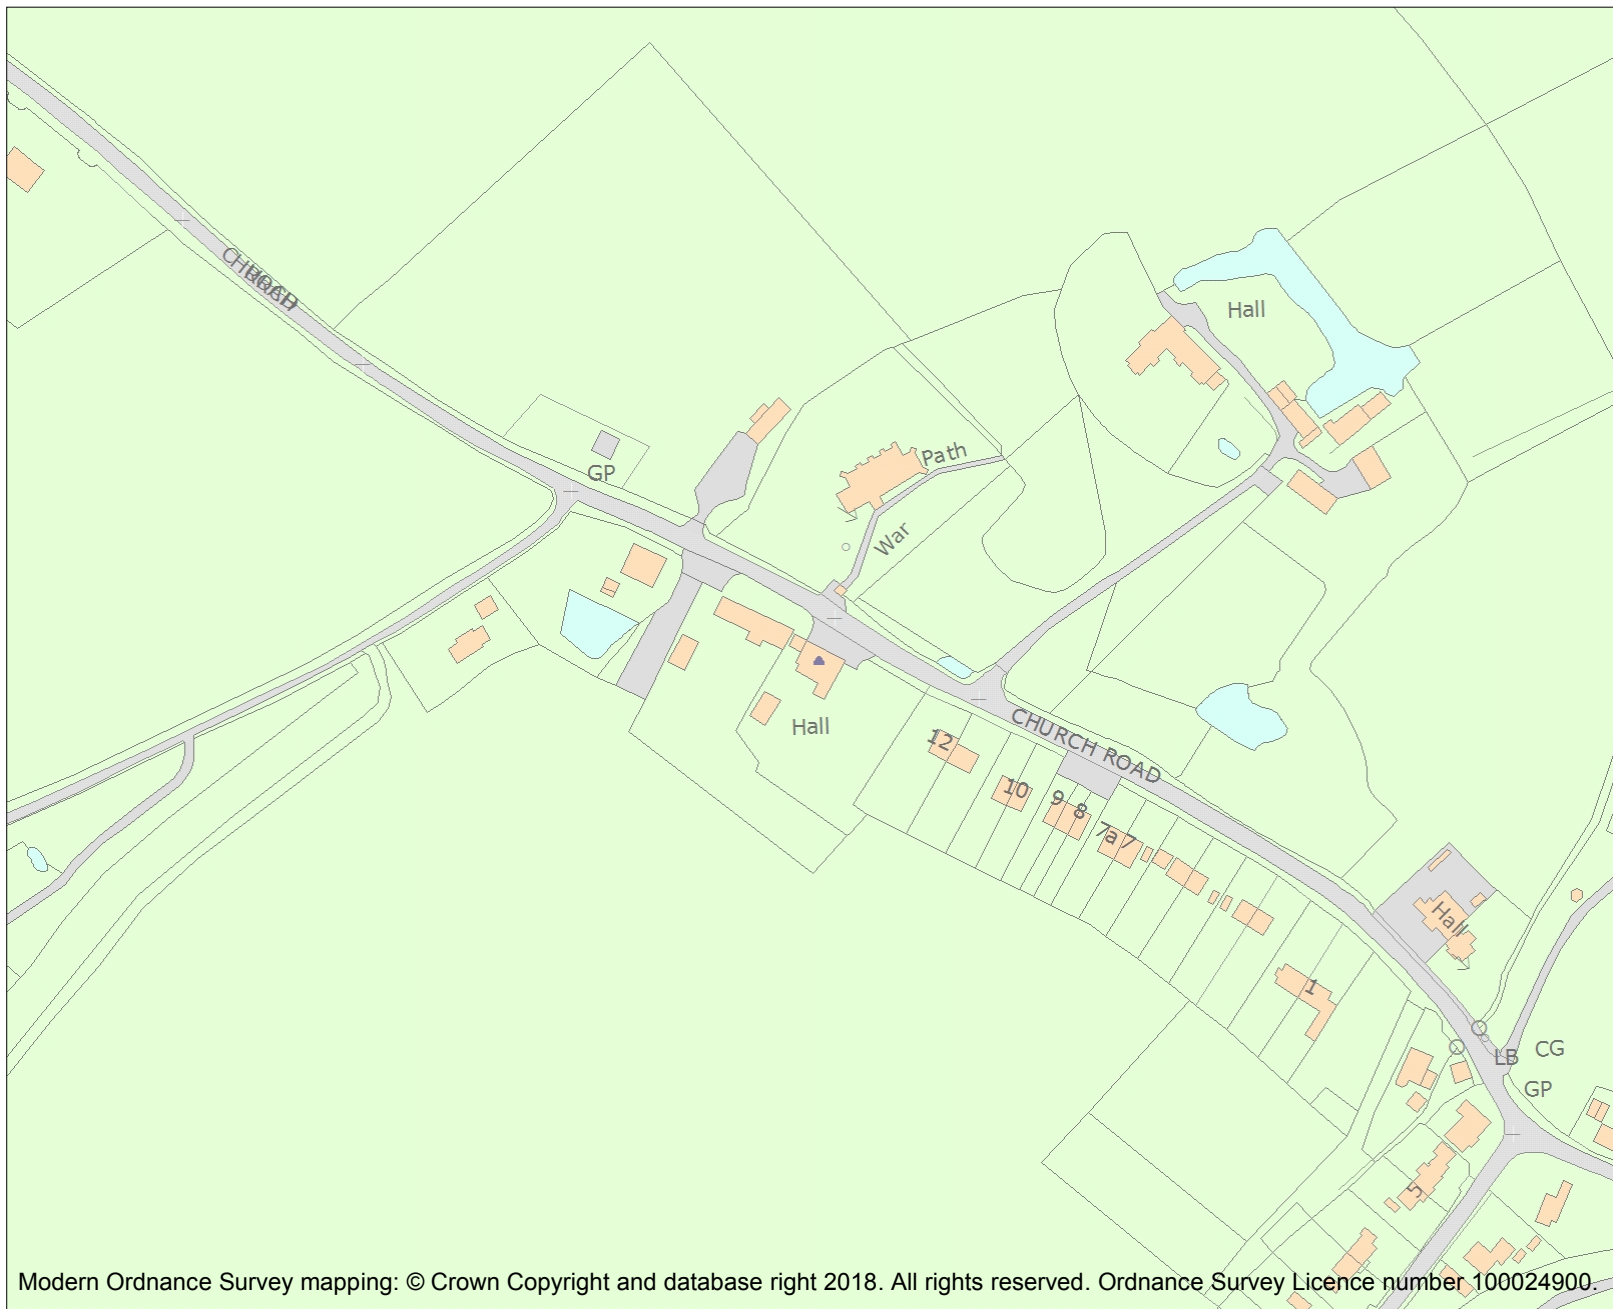 CHURCH ROAD
Hall
Path
GP
War
CHURCH ROAD
Hall
12
10
9
8
7a
7
Hall
1
LB
CG
GP
5
Modern Ordnance Survey mapping: © Crown Copyright and database right 2018. All rights reserved. Ordnance Survey Licence number 100024900.